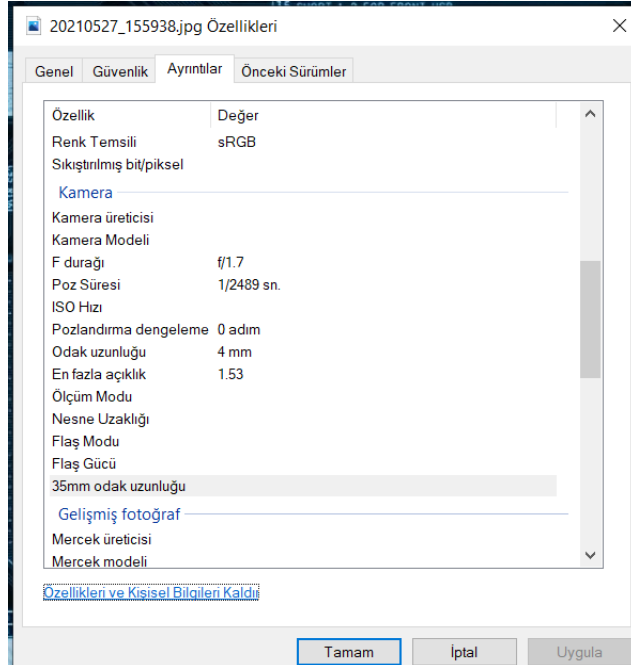 20210527_155938.jpg Özellikleri
Genel Güvenlik Ayrıntılar Önceki Sürümler
Özellik Değer
Renk Temsili sRGB
Sıkıştırılmış bit/piksel
Kamera
Kamera üreticisi
Kamera Modeli
F durağı f/1.7
Poz Süresi 1/2489 sn.
ISO Hızı
Pozlandırma dengeleme 0 adım
Odak uzunluğu 4 mm
En fazla açıklık 1.53
Ölçüm Modu
Nesne Uzaklığı
Flaş Modu
Flaş Gücü
35mm odak uzunluğu
Gelişmiş fotoğraf
Mercek üreticisi
Mercek modeli
Özellikleri ve Kişisel Bilgileri Kaldır
Tamam İptal Uygula